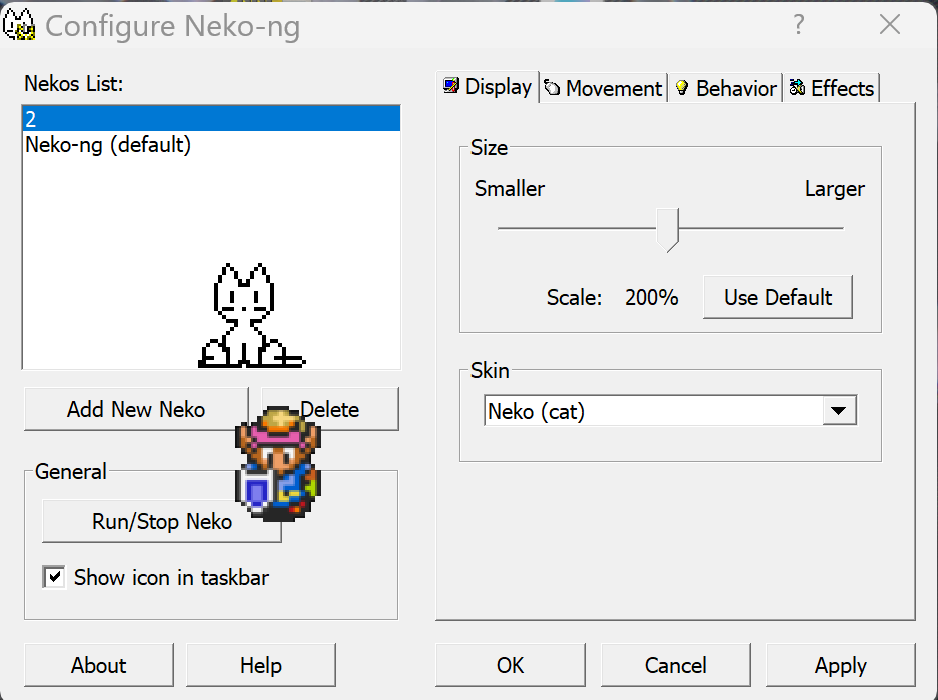 Configure Neko-ng
?
Nekos List:
2
Neko-ng (default)
Add New Neko
Delete
General
Run/Stop Neko
Show icon in taskbar
About
Help
Display
Movement
Behavior
Effects
Size
Smaller
Larger
Scale:
200%
Use Default
Skin
Neko (cat)
OK
Cancel
Apply